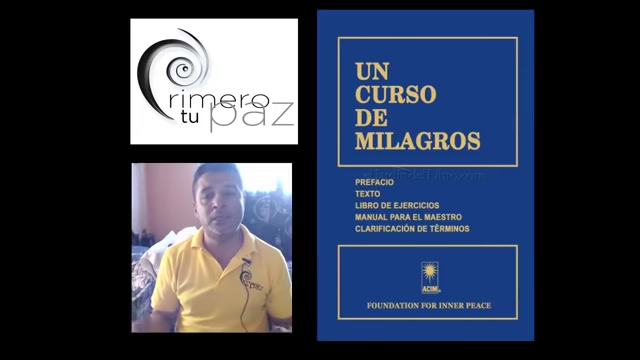 Primero
tu paz
UN
CURSO
DE
MILAGROS
PREFACIO
TEXTO
LIBRO DE EJERCICIOS
MANUAL PARA EL MAESTRO
CLARIFICACIÓN DE TÉRMINOS
ACIM
FOUNDATION FOR INNER PEACE